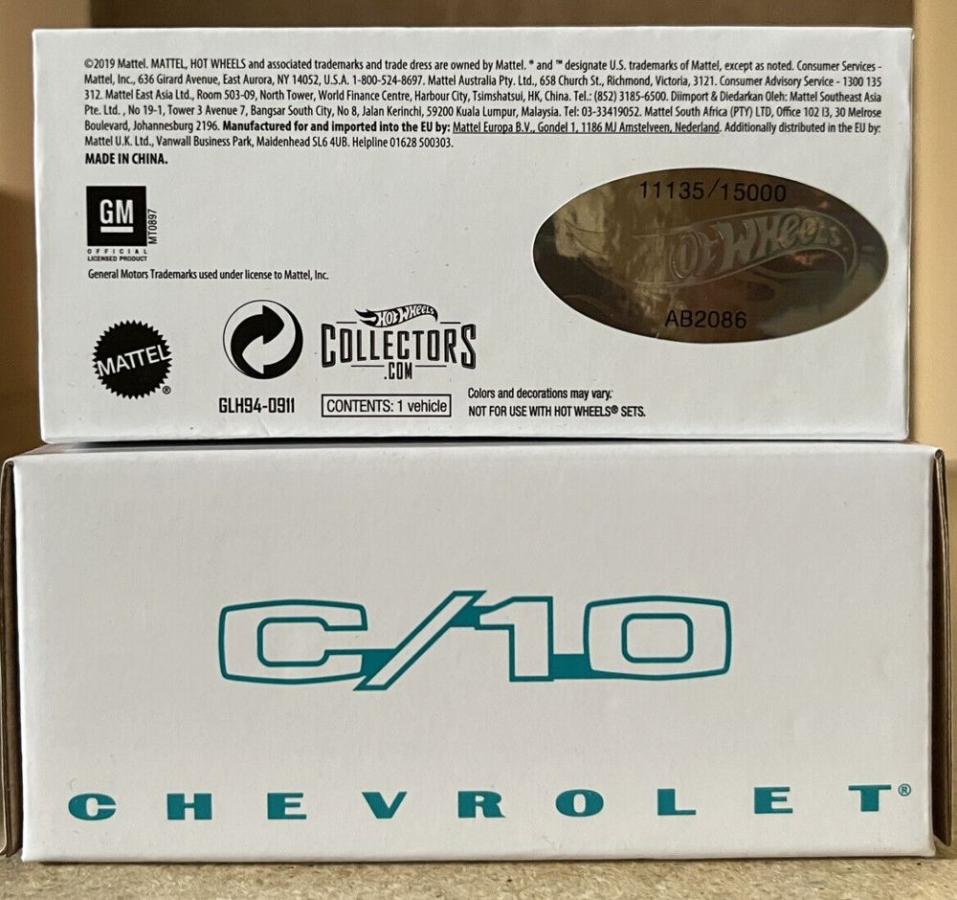 ©2019 Mattel. MATTEL, HOT WHEELS and associated trademarks and trade dress are owned by Mattel. ® and ™ designate U.S. trademarks of Mattel, except as noted. Consumer Services -
Mattel, Inc., 636 Girard Avenue, East Aurora, NY 14052, U.S.A. 1-800-524-8697. Mattel Australia Pty. Ltd., 658 Church St., Richmond, Victoria, 3121. Consumer Advisory Service - 1300 135
312. Mattel East Asia Ltd., Room 503-09, North Tower, World Finance Centre, Harbour City, Tsimshatsui, HK, China. Tel.: (852) 3185-6500. Diimport & Diedarkan Oleh: Mattel Southeast Asia
Pte. Ltd., No 19-1, Tower 3 Avenue 7, Bangsar South City, No 8, Jalan Kerinchi, 59200 Kuala Lumpur, Malaysia. Tel: 03-33419052. Mattel South Africa (PTY) LTD, Office 102 I3, 30 Melrose
Boulevard, Johannesburg 2196. Manufactured for and imported into the EU by: Mattel Europa B.V., Gondel 1, 1186 MJ Amstelveen, Nederland. Additionally distributed in the EU by:
Mattel U.K. Ltd., Vanwall Business Park, Maidenhead SL6 4UB. Helpline 01628 500303.
MADE IN CHINA.
GM
MT0897
OFFICIAL
LICENSED PRODUCT
General Motors Trademarks used under license to Mattel, Inc.
11135/15000
Hot Wheels
AB2086
MATTEL®
HOT WHEELS
COLLECTORS
.COM
GLH94-0911
CONTENTS: 1 vehicle
Colors and decorations may vary.
NOT FOR USE WITH HOT WHEELS® SETS.
C/10
CHEVROLET®